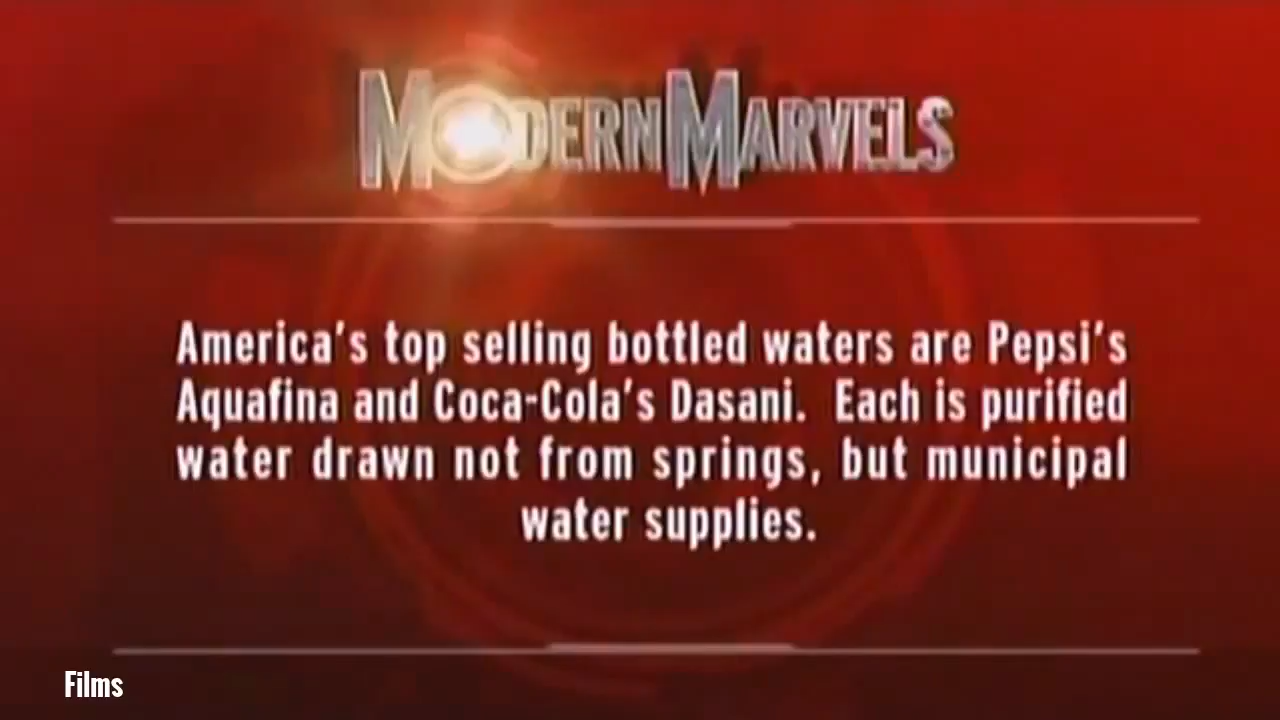 MODERN MARVELS
America's top selling bottled waters are Pepsi's
Aquafina and Coca-Cola's Dasani.  Each is purified
water drawn not from springs, but municipal
water supplies.
Films